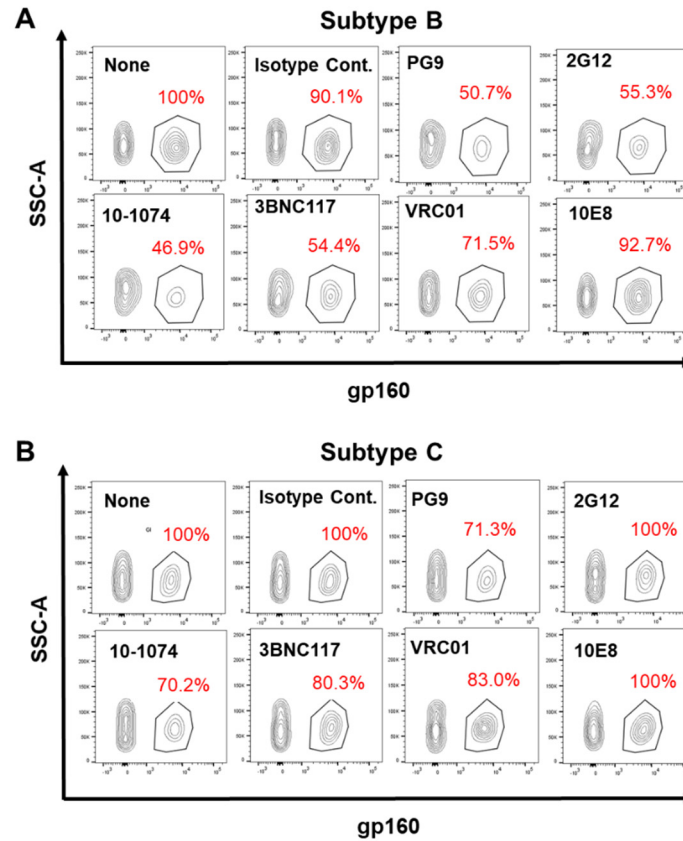 A
Subtype B
None
100%
Isotype Cont.
90.1%
PG9
50.7%
2G12
55.3%
10-1074
46.9%
3BNC117
54.4%
VRC01
71.5%
10E8
92.7%
SSC-A
gp160
B
Subtype C
None
100%
Isotype Cont.
100%
PG9
71.3%
2G12
100%
10-1074
70.2%
3BNC117
80.3%
VRC01
83.0%
10E8
100%
SSC-A
gp160